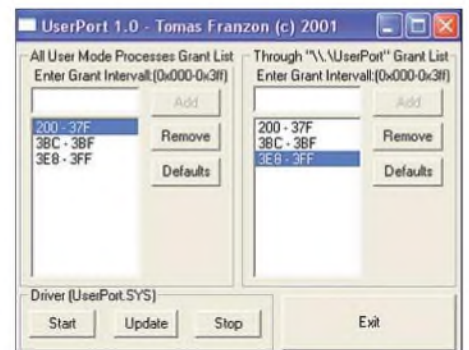 UserPort 1.0 - Tomas Franzon (c) 2001
All User Mode Processes Grant List
Enter Grant Intervall:(0x000-0x3ff)
Add
200 - 37F
3BC - 3BF
3E8 - 3FF
Remove
Defaults
Through "\\.\UserPort" Grant List
Enter Grant Intervall:(0x000-0x3ff)
Add
200 - 37F
3BC - 3BF
3E8 - 3FF
Remove
Defaults
Driver (UserPort.SYS)
Start Update Stop
Exit